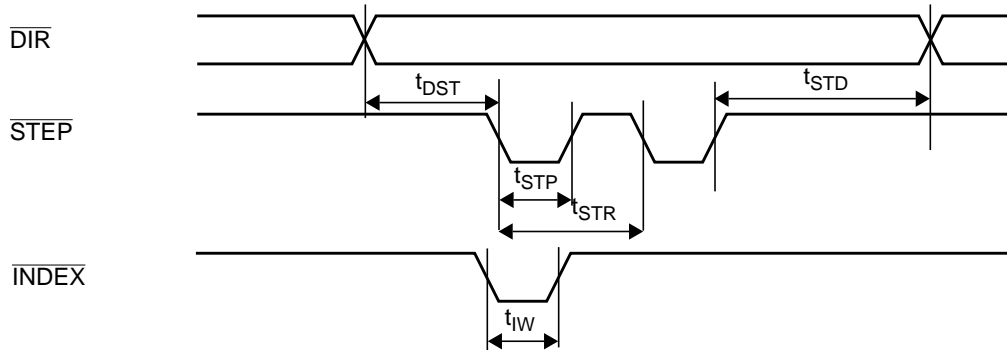 DIR
tDST
tSTD
STEP
tSTP
tSTR
INDEX
tIW